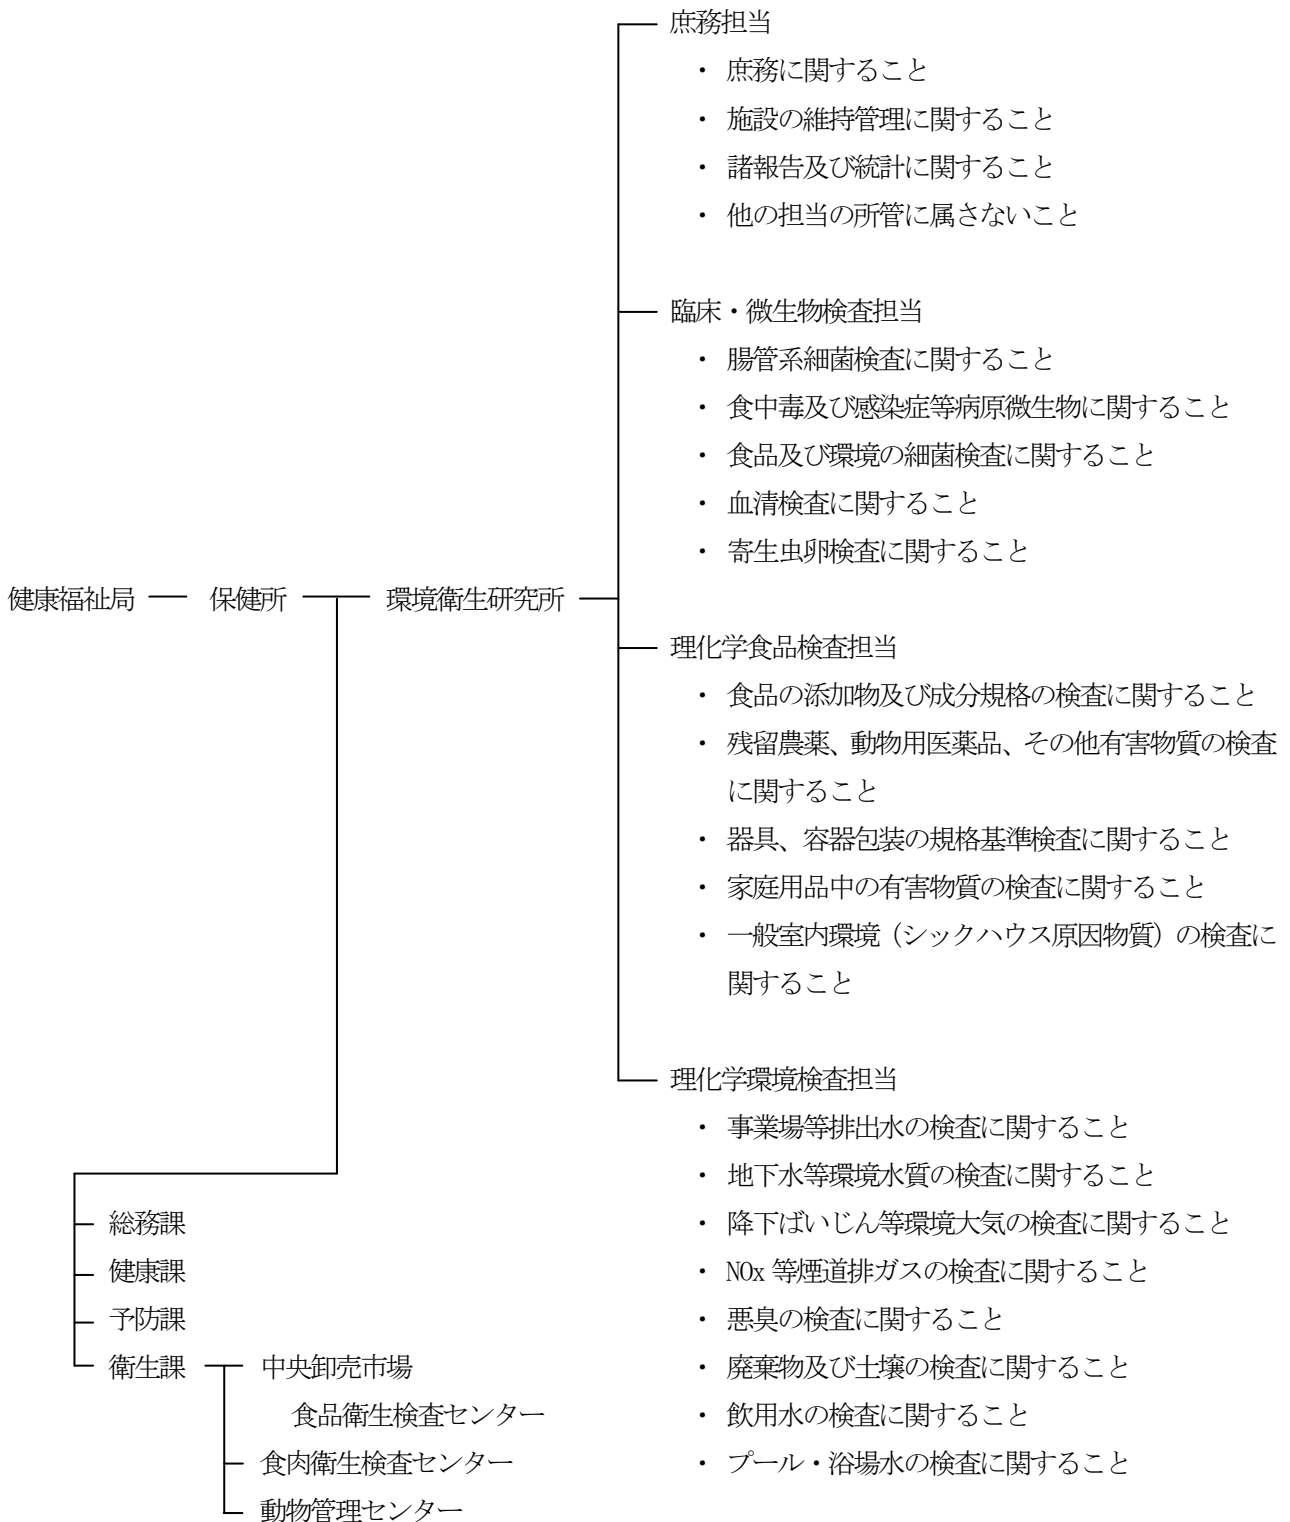 庶務担当
・ 庶務に関すること
・ 施設の維持管理に関すること
・ 諸報告及び統計に関すること
・ 他の担当の所管に属さないこと
臨床・微生物検査担当
・ 腸管系細菌検査に関すること
・ 食中毒及び感染症等病原微生物に関すること
・ 食品及び環境の細菌検査に関すること
・ 血清検査に関すること
・ 寄生虫卵検査に関すること
健康福祉局 保健所 環境衛生研究所
理化学食品検査担当
・ 食品の添加物及び成分規格の検査に関すること
・ 残留農薬、動物用医薬品、その他有害物質の検査
に関すること
・ 器具、容器包装の規格基準検査に関すること
・ 家庭用品中の有害物質の検査に関すること
・ 一般室内環境（シックハウス原因物質）の検査に
関すること
理化学環境検査担当
・ 事業場等排出水の検査に関すること
・ 地下水等環境水質の検査に関すること
・ 降下ばいじん等環境大気の検査に関すること
・ NOx 等煙道排ガスの検査に関すること
・ 悪臭の検査に関すること
・ 廃棄物及び土壌の検査に関すること
・ 飲用水の検査に関すること
・ プール・浴場水の検査に関すること
総務課
健康課
予防課
衛生課 中央卸売市場
食品衛生検査センター
食肉衛生検査センター
動物管理センター